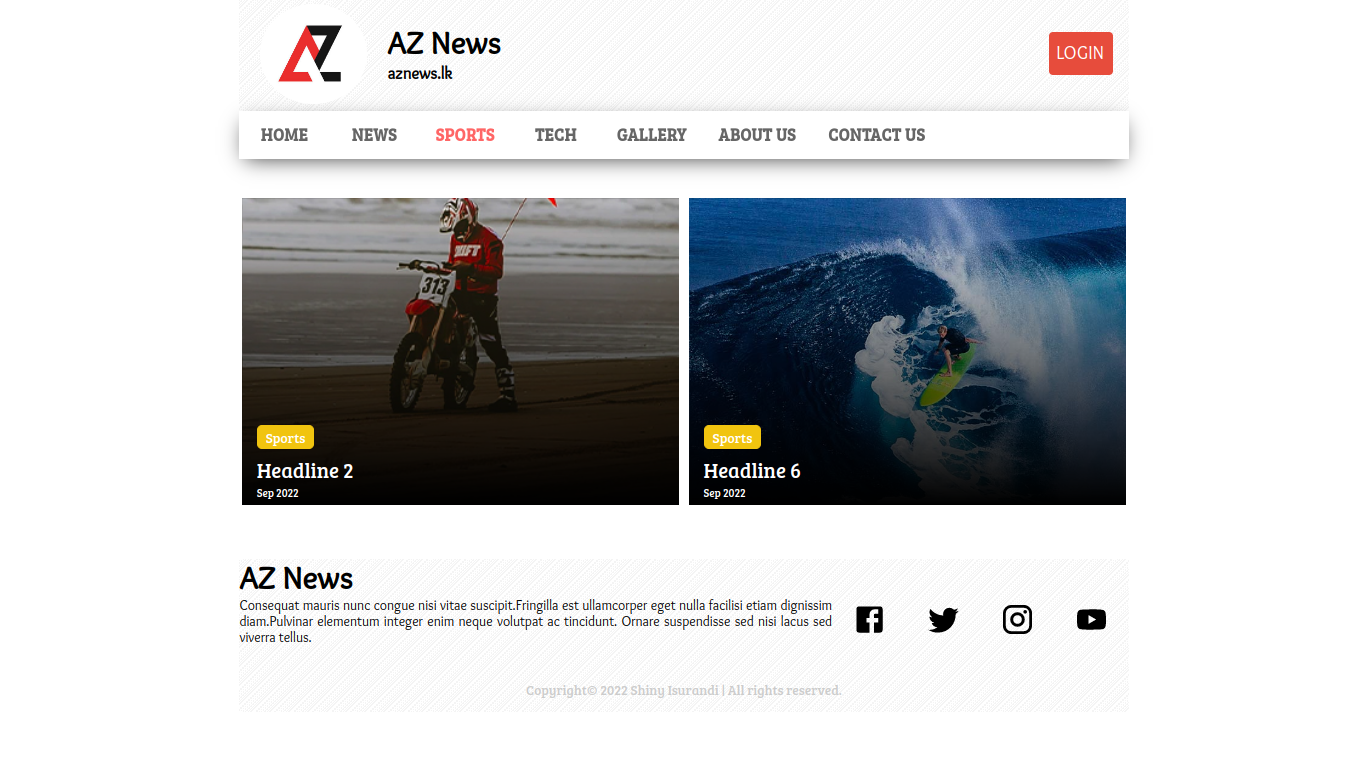 AZ News
aznews.lk
LOGIN
HOME NEWS SPORTS TECH GALLERY ABOUT US CONTACT US
313
Sports
Headline 2
Sep 2022
Sports
Headline 6
Sep 2022
AZ News
Consequat mauris nunc congue nisi vitae suscipit.Fringilla est ullamcorper eget nulla facilisi etiam dignissim
diam.Pulvinar elementum integer enim neque volutpat ac tincidunt. Ornare suspendisse sed nisi lacus sed
viverra tellus.
Copyright© 2022 Shiny Isurandi | All rights reserved.